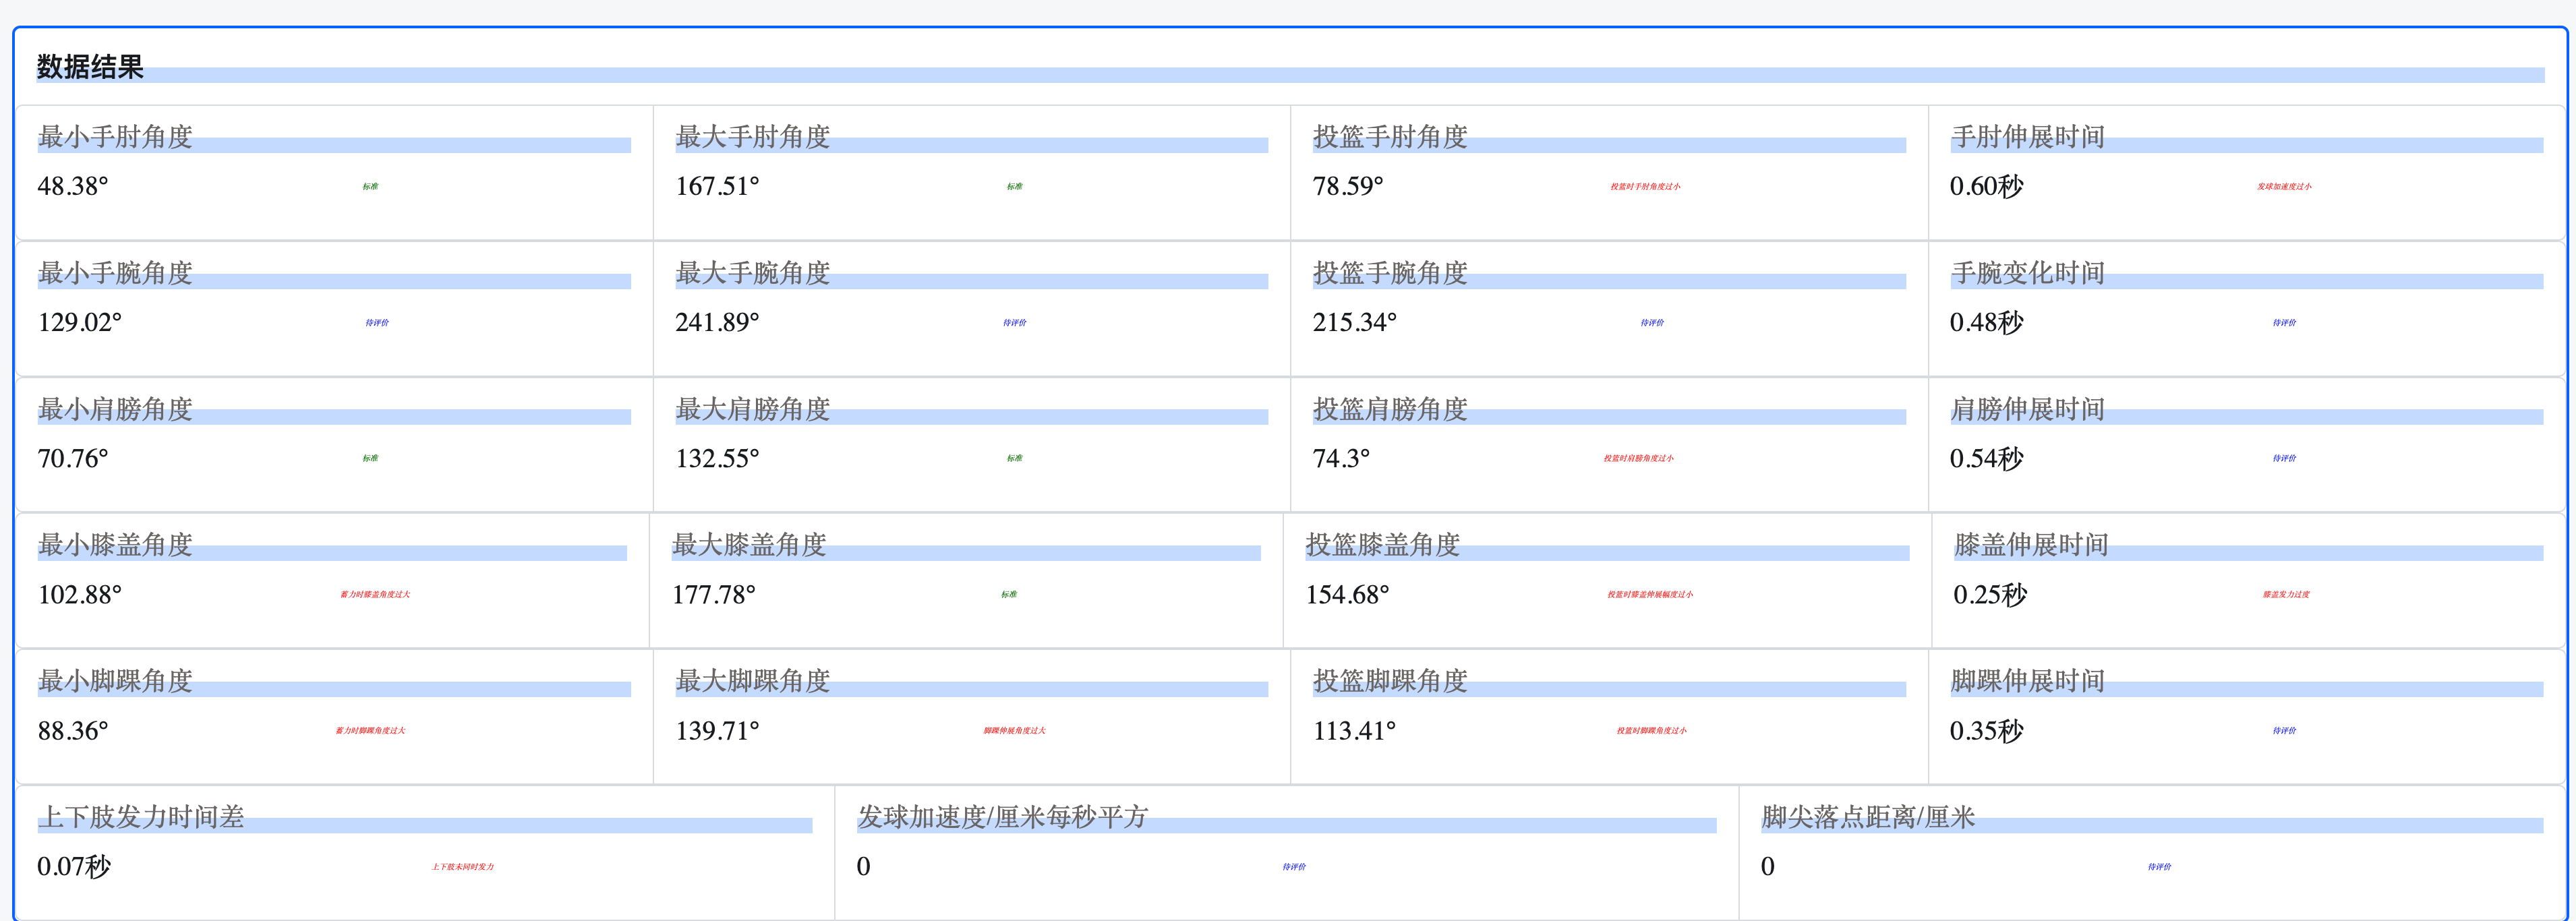 数据结果
最小手肘角度 最大手肘角度 投篮手肘角度 手肘伸展时间
48.38° 标准 167.51° 标准 78.59° 投篮时手肘角度过小 0.60秒 发球加速度过小
最小手腕角度 最大手腕角度 投篮手腕角度 手腕变化时间
129.02° 待评价 241.89° 待评价 215.34° 待评价 0.48秒 待评价
最小肩膀角度 最大肩膀角度 投篮肩膀角度 肩膀伸展时间
70.76° 标准 132.55° 标准 74.3° 投篮时肩膀角度过小 0.54秒 待评价
最小膝盖角度 最大膝盖角度 投篮膝盖角度 膝盖伸展时间
102.88° 蓄力时膝盖角度过大 177.78° 标准 154.68° 投篮时膝盖伸展幅度过小 0.25秒 膝盖发力过度
最小脚踝角度 最大脚踝角度 投篮脚踝角度 脚踝伸展时间
88.36° 蓄力时脚踝角度过大 139.71° 脚踝伸展角度过大 113.41° 投篮时脚踝角度过小 0.35秒 待评价
上下肢发力时间差 发球加速度/厘米每秒平方 脚尖落点距离/厘米
0.07秒 上下肢未同时发力 0 待评价 0 待评价